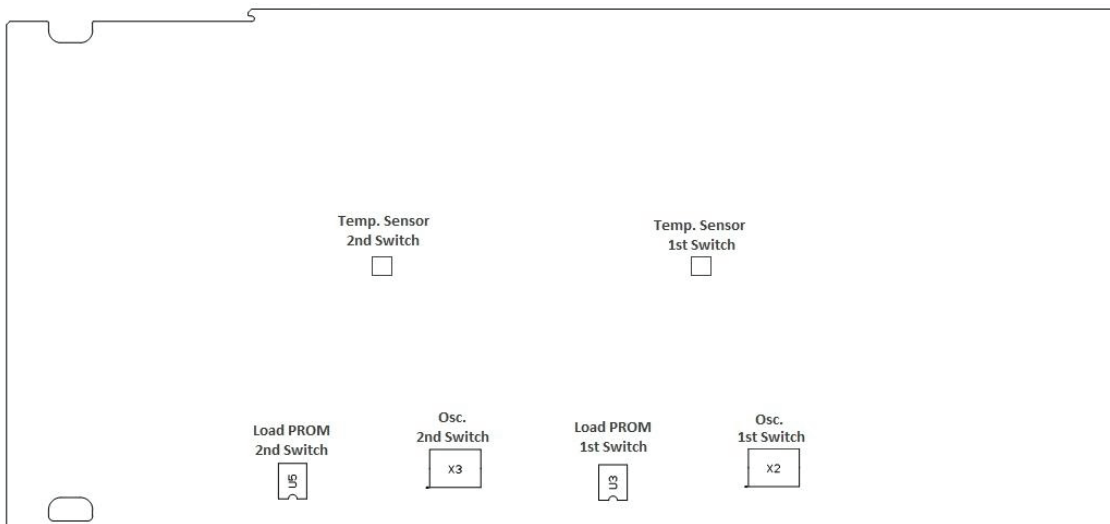 Temp. Sensor
2nd Switch
Temp. Sensor
1st Switch
Load PROM
2nd Switch
U5
Osc.
2nd Switch
X3
Load PROM
1st Switch
U3
Osc.
1st Switch
X2